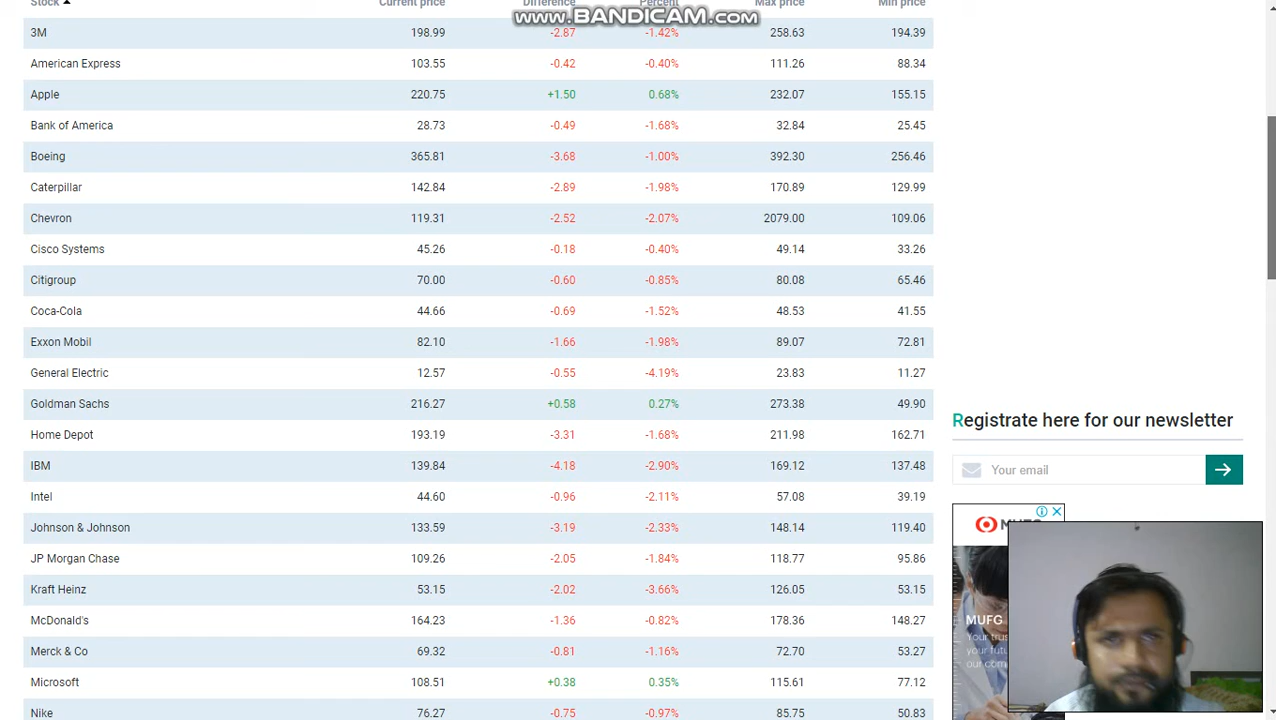 www.BANDICAM.com
Stock Current price Difference Percent Max price Min price
3M 198.99 -2.87 -1.42% 258.63 194.39
American Express 103.55 -0.42 -0.40% 111.26 88.34
Apple 220.75 +1.50 0.68% 232.07 155.15
Bank of America 28.73 -0.49 -1.68% 32.84 25.45
Boeing 365.81 -3.68 -1.00% 392.30 256.46
Caterpillar 142.84 -2.89 -1.98% 170.89 129.99
Chevron 119.31 -2.52 -2.07% 2079.00 109.06
Cisco Systems 45.26 -0.18 -0.40% 49.14 33.26
Citigroup 70.00 -0.60 -0.85% 80.08 65.46
Coca-Cola 44.66 -0.69 -1.52% 48.53 41.55
Exxon Mobil 82.10 -1.66 -1.98% 89.07 72.81
General Electric 12.57 -0.55 -4.19% 23.83 11.27
Goldman Sachs 216.27 +0.58 0.27% 273.38 49.90
Home Depot 193.19 -3.31 -1.68% 211.98 162.71
IBM 139.84 -4.18 -2.90% 169.12 137.48
Intel 44.60 -0.96 -2.11% 57.08 39.19
Johnson & Johnson 133.59 -3.19 -2.33% 148.14 119.40
JP Morgan Chase 109.26 -2.05 -1.84% 118.77 95.86
Kraft Heinz 53.15 -2.02 -3.66% 126.05 53.15
McDonald's 164.23 -1.36 -0.82% 178.36 148.27
Merck & Co 69.32 -0.81 -1.16% 72.70 53.27
Microsoft 108.51 +0.38 0.35% 115.61 77.12
Nike 76.27 -0.75 -0.97% 85.75 50.83
Registrate here for our newsletter
Your email
MUFG
Your
your
our